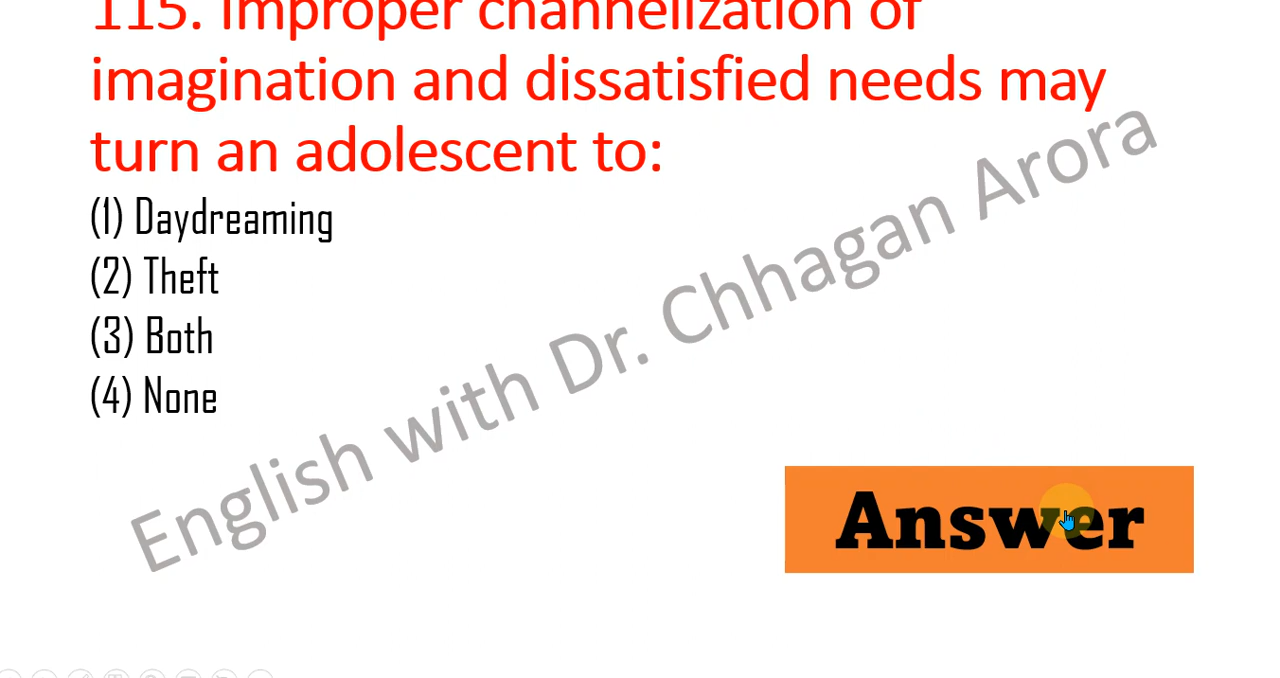 115. Improper channelization of
imagination and dissatisfied needs may
turn an adolescent to:
(1) Daydreaming
(2) Theft
(3) Both
(4) None
English with Dr. Chhagan Arora
Answer